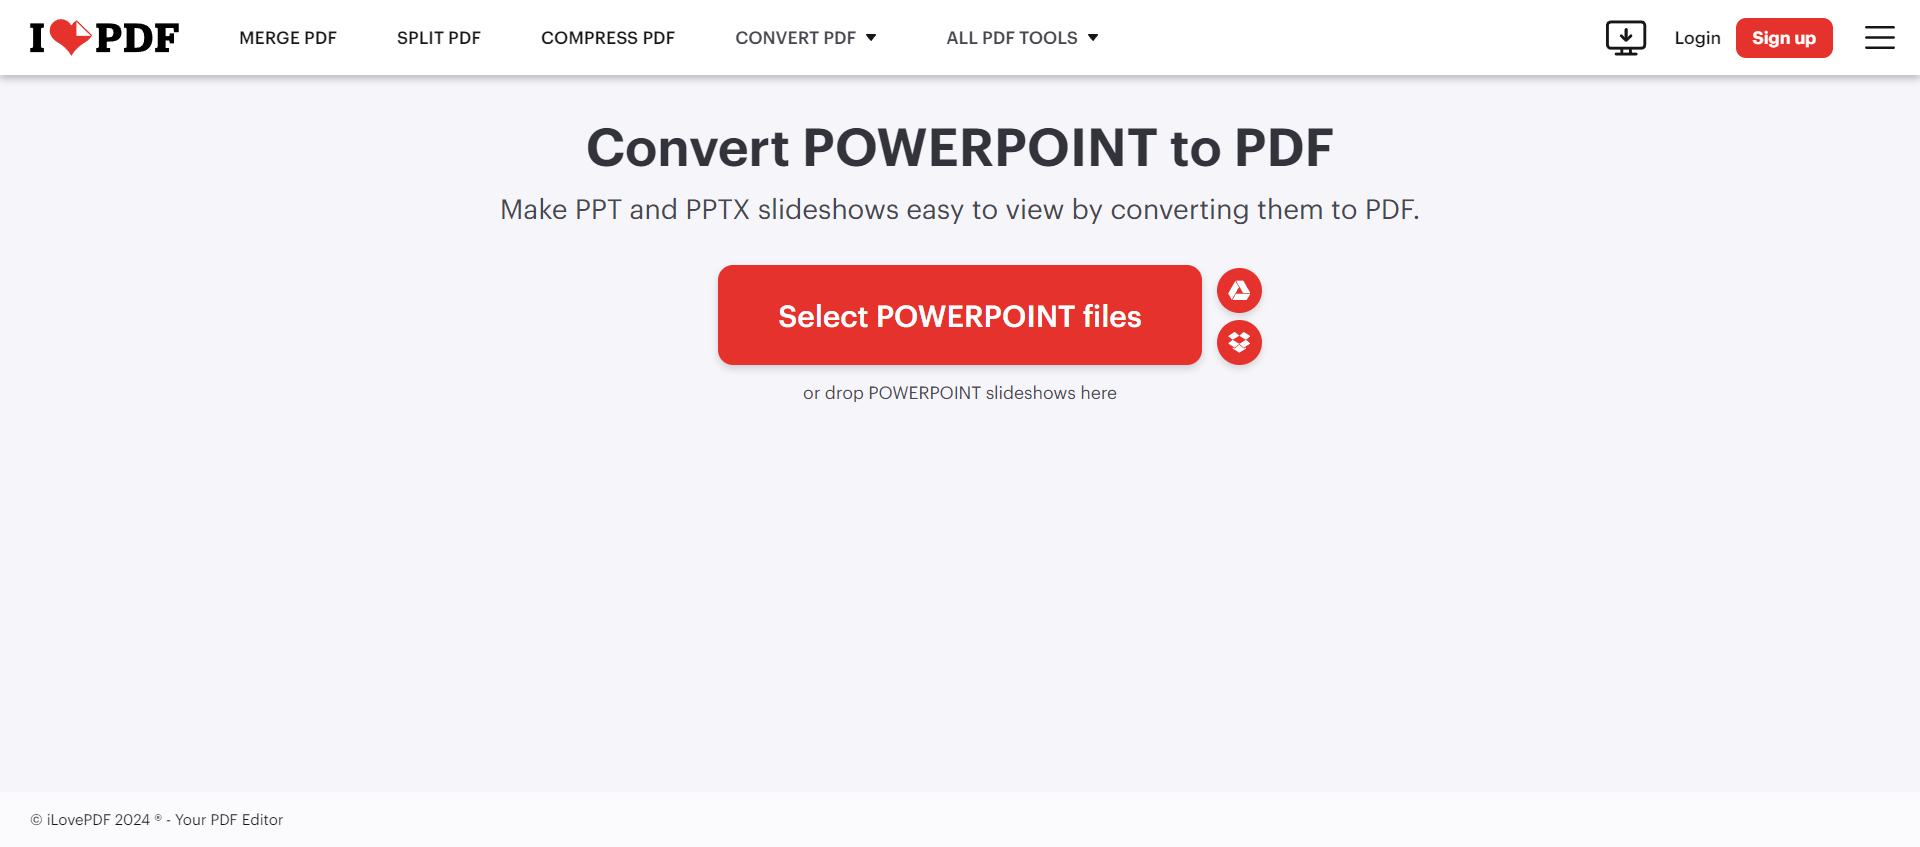 I PDF
MERGE PDF
SPLIT PDF
COMPRESS PDF
CONVERT PDF
ALL PDF TOOLS
Login
Sign up
Convert POWERPOINT to PDF
Make PPT and PPTX slideshows easy to view by converting them to PDF.
Select POWERPOINT files
or drop POWERPOINT slideshows here
© iLovePDF 2024 ® - Your PDF Editor